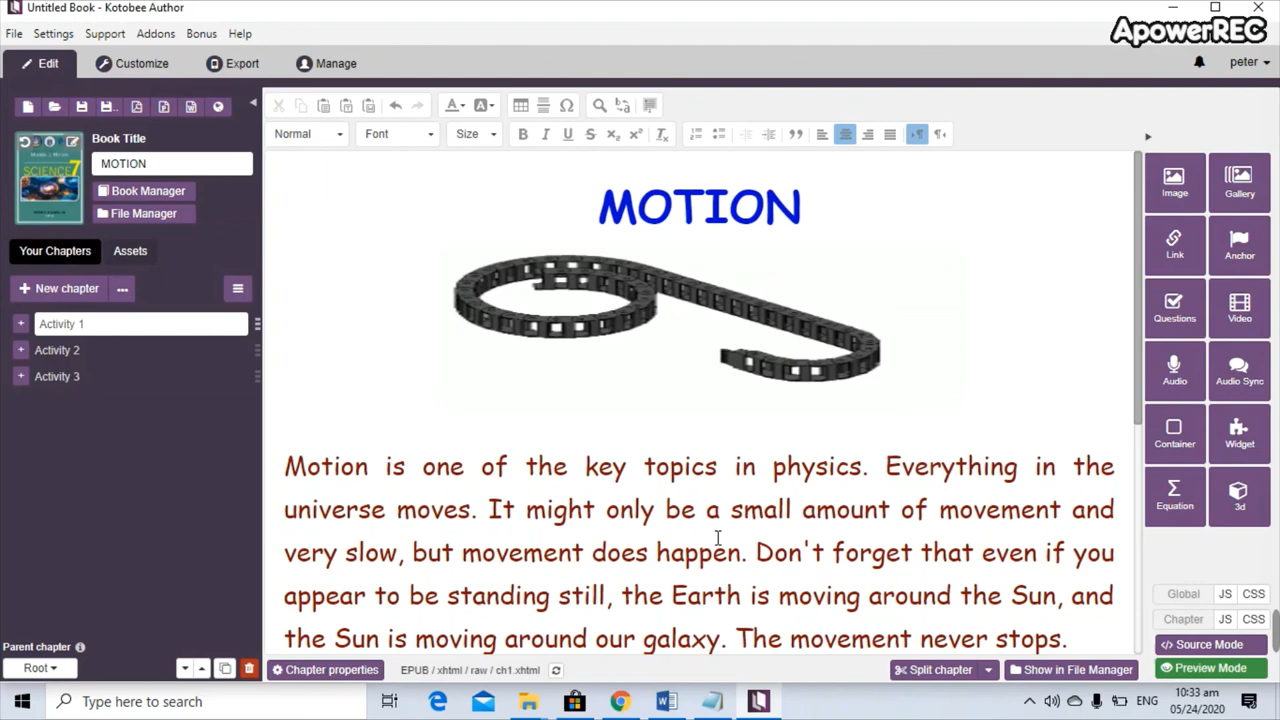 Untitled Book - Kotobee Author
ApowerREC
File Settings Support Addons Bonus Help
Edit Customize Export Manage
peter
Book Title
MOTION
SCIENCE 7
Book Manager
File Manager
Your Chapters Assets
New chapter ...
Activity 1
Activity 2
Activity 3
Parent chapter
Root
Normal Font Size B I U S x₂ x² Tx
MOTION
Motion is one of the key topics in physics. Everything in the
universe moves. It might only be a small amount of movement and
very slow, but movement does happen. Don't forget that even if you
appear to be standing still, the Earth is moving around the Sun, and
the Sun is moving around our galaxy. The movement never stops.
Chapter properties EPUB / xhtml / raw / ch1.xhtml Split chapter Show in File Manager
Image Gallery
Link Anchor
Questions Video
Audio Audio Sync
Container Widget
Equation 3d
Global JS CSS
Chapter JS CSS
Source Mode
Preview Mode
Type here to search
ENG
10:33 am
05/24/2020